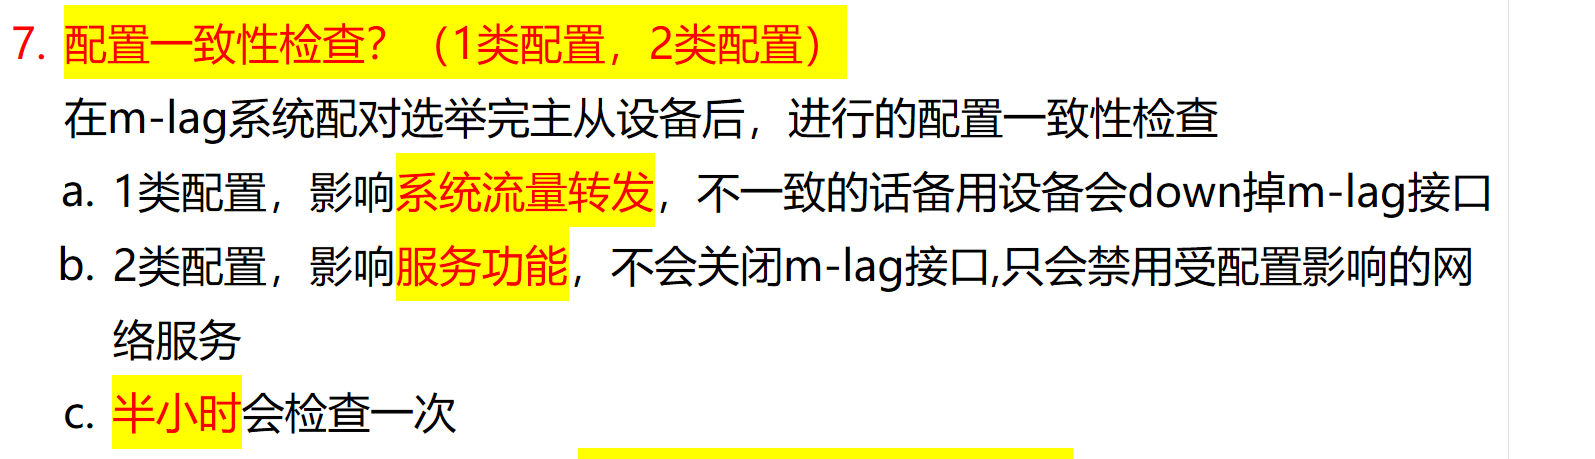 7. 配置一致性检查？（1类配置，2类配置）
在m-lag系统配对选举完主从设备后，进行的配置一致性检查
a. 1类配置，影响系统流量转发，不一致的话备用设备会down掉m-lag接口
b. 2类配置，影响服务功能，不会关闭m-lag接口,只会禁用受配置影响的网
络服务
c. 半小时会检查一次